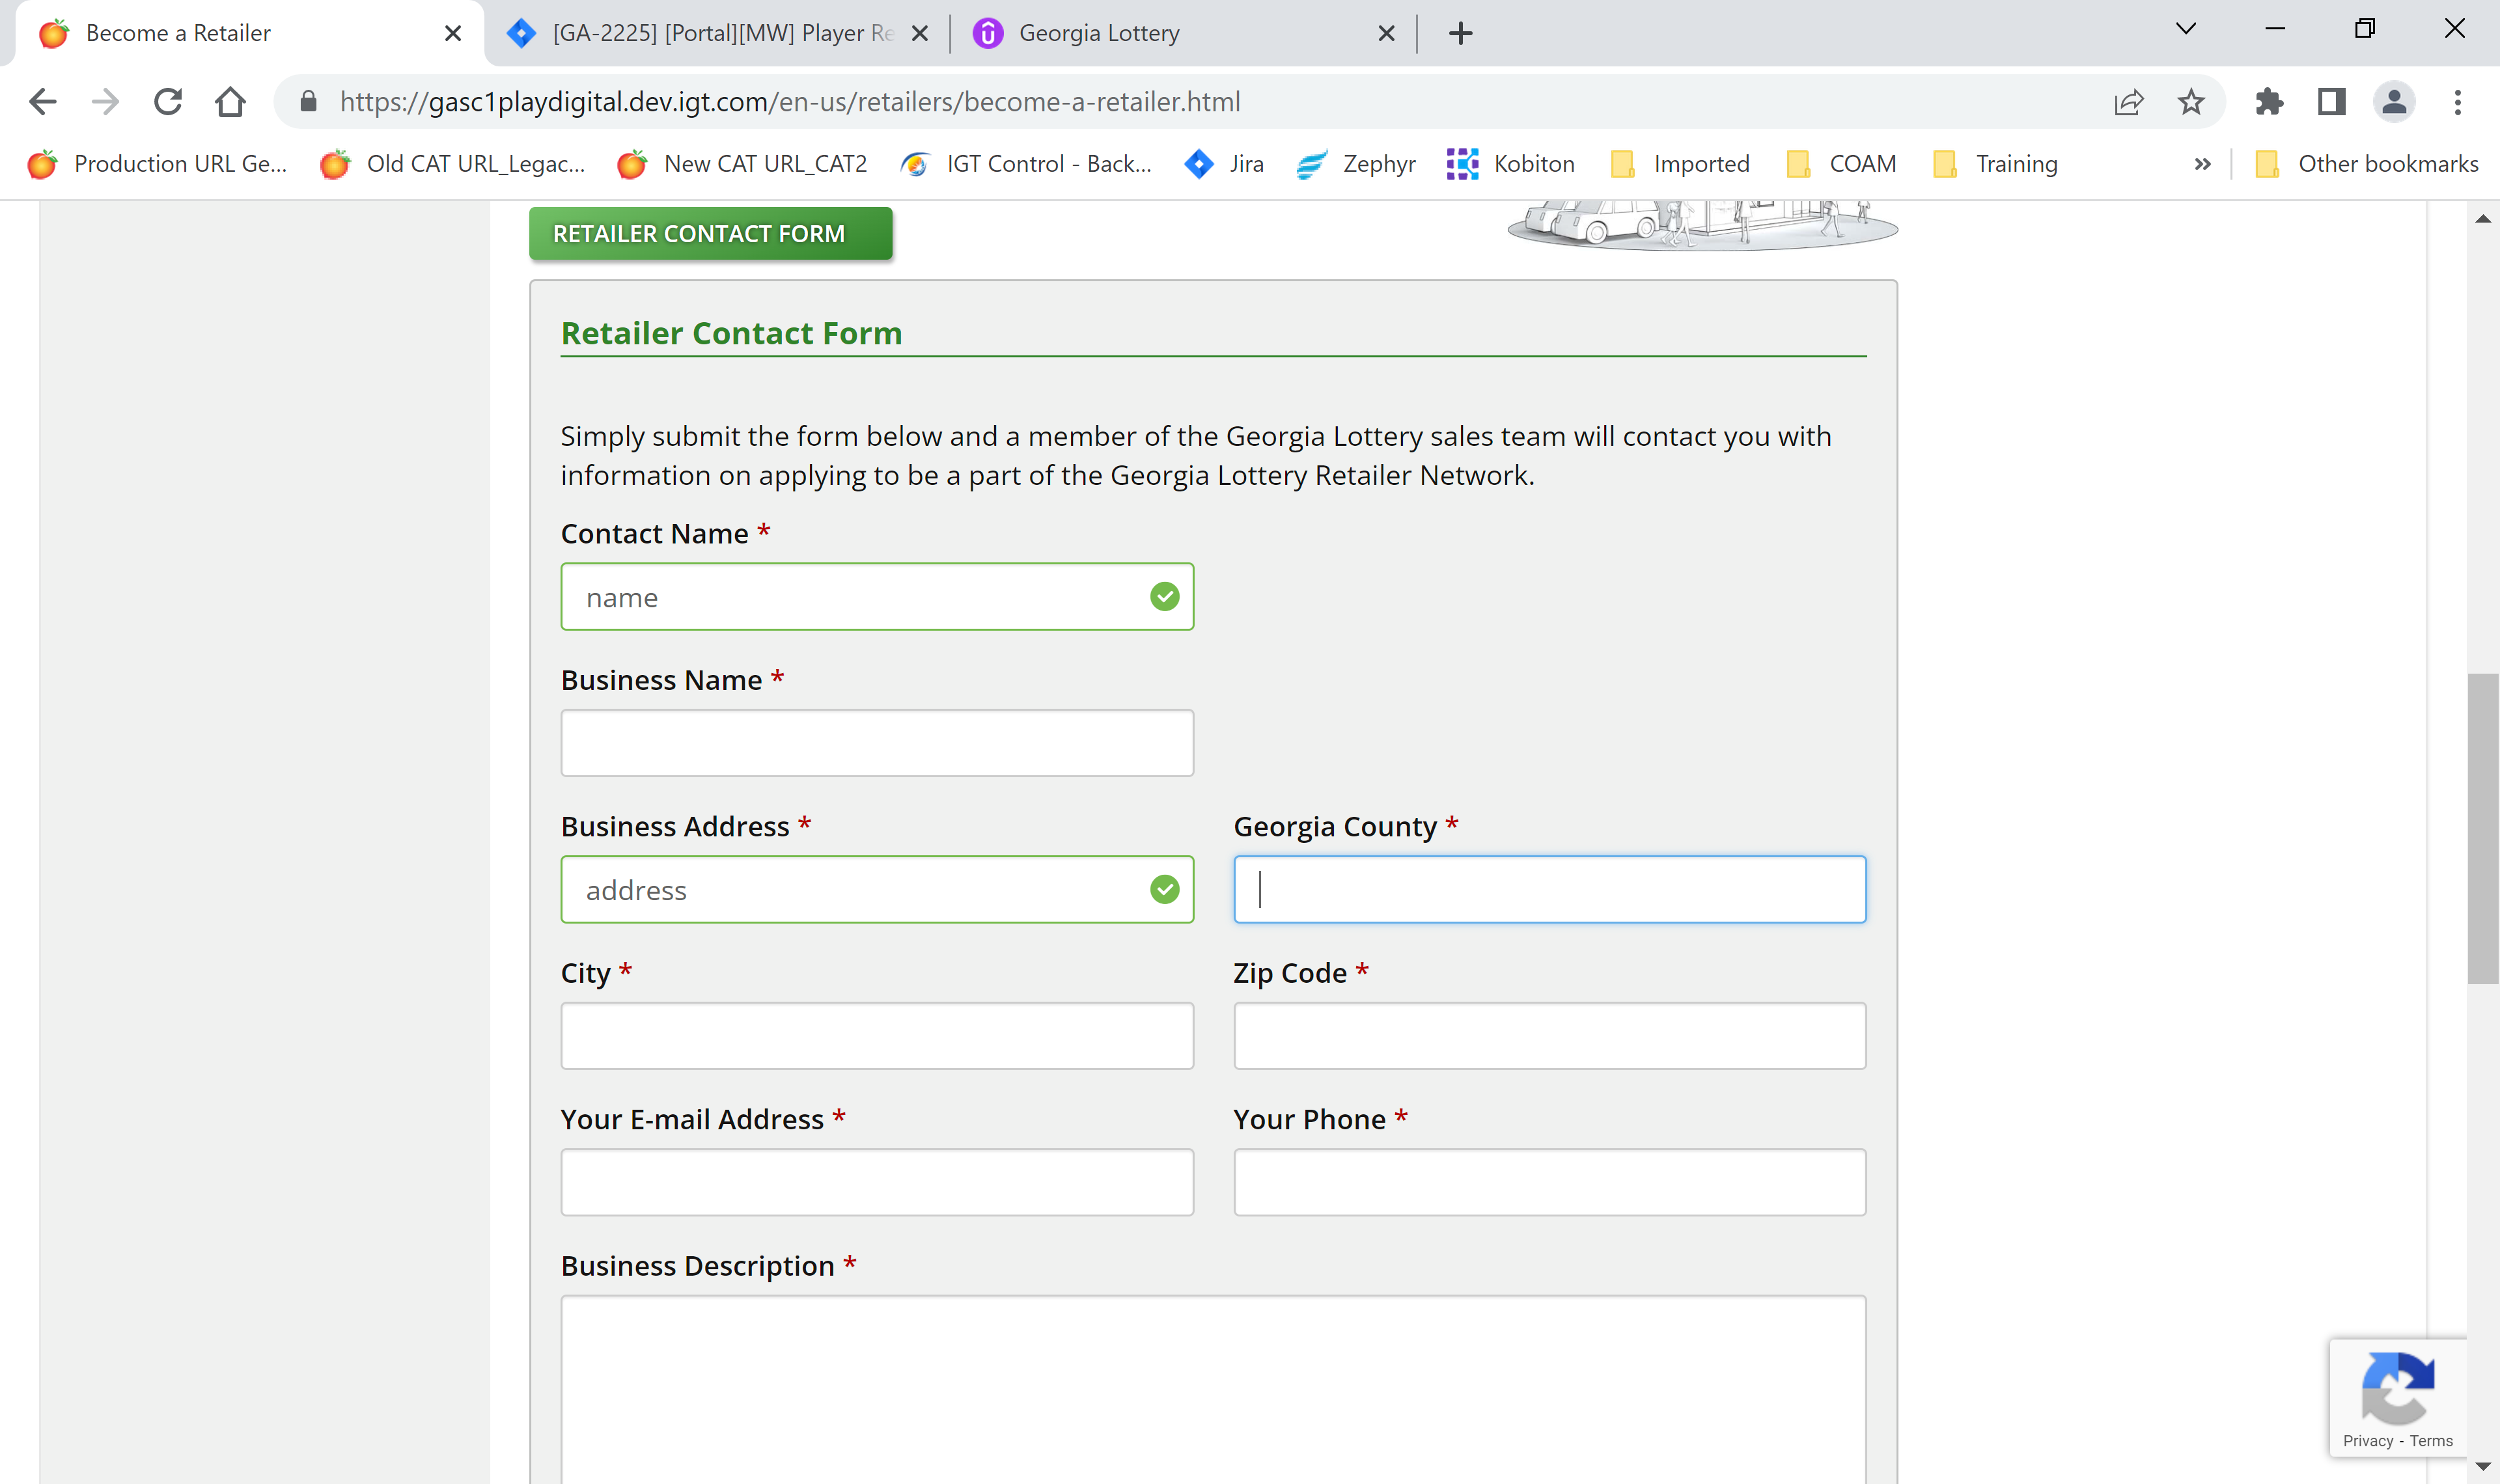 Become a Retailer
[GA-2225] [Portal][MW] Player Re
Georgia Lottery
https://gasc1playdigital.dev.igt.com/en-us/retailers/become-a-retailer.html
Production URL Ge...
Old CAT URL_Legac...
New CAT URL_CAT2
IGT Control - Back...
Jira
Zephyr
Kobiton
Imported
COAM
Training
»
Other bookmarks
RETAILER CONTACT FORM
Retailer Contact Form
Simply submit the form below and a member of the Georgia Lottery sales team will contact you with
information on applying to be a part of the Georgia Lottery Retailer Network.
Contact Name *
name
Business Name *
Business Address *
Georgia County *
address
City *
Zip Code *
Your E-mail Address *
Your Phone *
Business Description *
Privacy - Terms